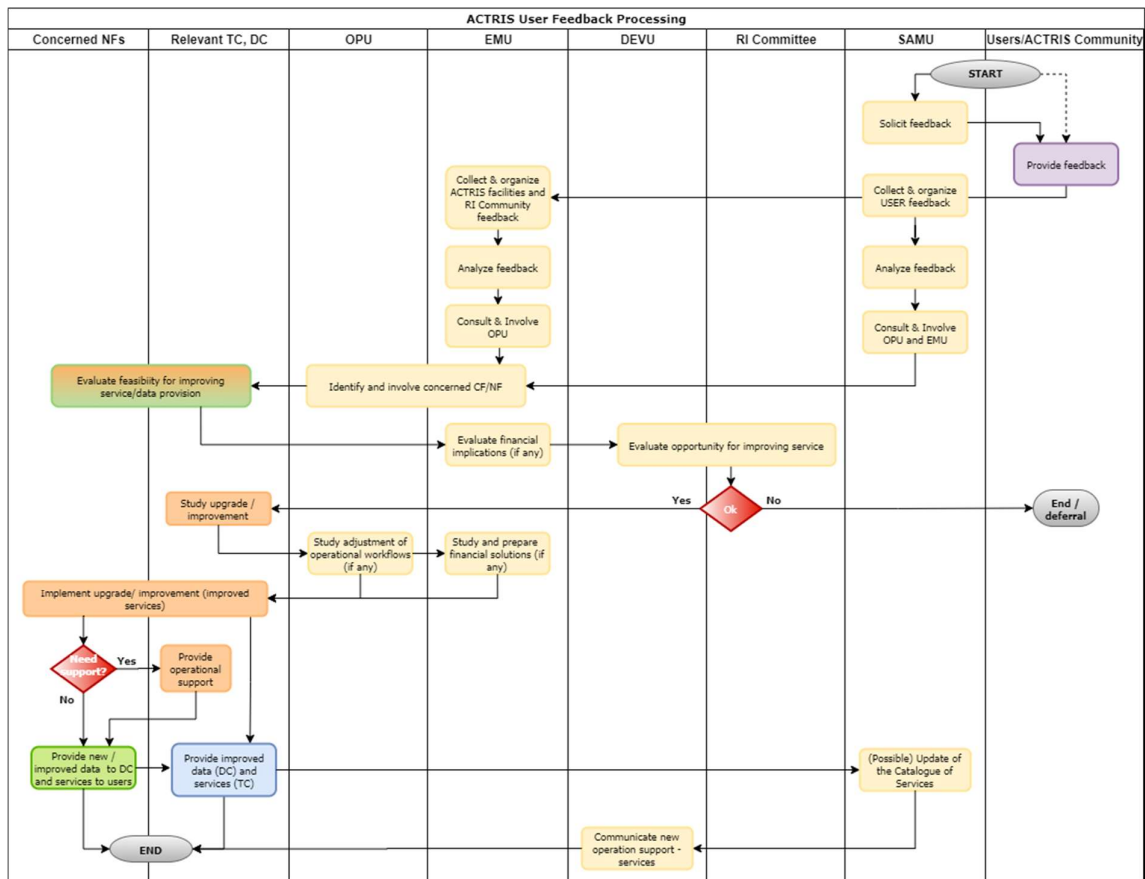 ACTRIS User Feedback Processing
Concerned NFs
Relevant TC, DC
OPU
EMU
DEVU
RI Committee
SAMU
Users/ACTRIS Community
START
Solicit feedback
Provide feedback
Collect & organize
ACTRIS facilities and
RI Community
feedback
Collect & organize
USER feedback
Analyze feedback
Analyze feedback
Consult & Involve
OPU
Consult & Involve
OPU and EMU
Evaluate feasibiity for improving
service/data provision
Identify and involve concerned CF/NF
Evaluate financial
implications (if any)
Evaluate opportunity for improving service
Study upgrade /
improvement
Yes
Ok
No
End /
deferral
Study adjustment of
operational workflows
(if any)
Study and prepare
financial solutions (if
any)
Implement upgrade/ improvement (improved
services)
Need
support?
Yes
Provide
operational
support
No
Provide new /
improved data to DC
and services to users
Provide improved
data (DC) and
services (TC)
(Possible) Update of
the Catalogue of
Services
Communicate new
operation support -
services
END